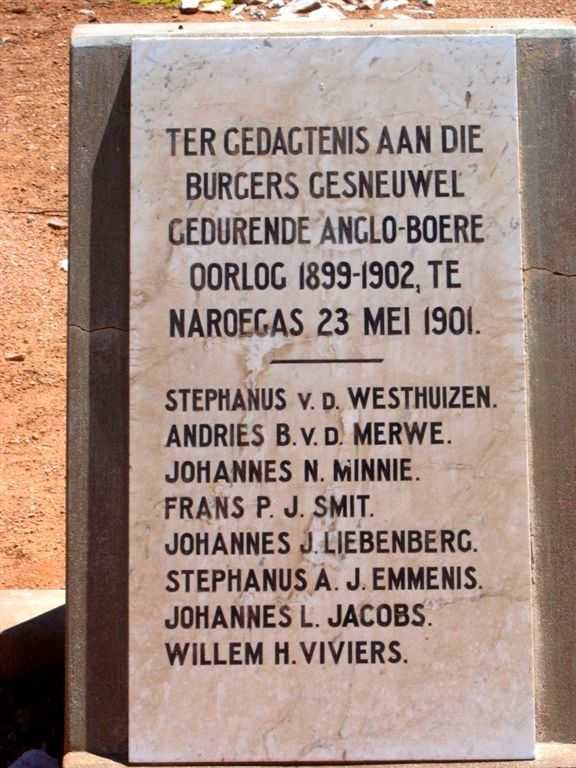 TER GEDAGTENIS AAN DIE
BURGERS GESNEUWEL
GEDURENDE ANGLO-BOERE
OORLOG 1899-1902, TE
NAROEGAS 23 MEI 1901.
STEPHANUS V. D. WESTHUIZEN.
ANDRIES B. V. D. MERWE.
JOHANNES N. MINNIE.
FRANS P. J. SMIT.
JOHANNES J. LIEBENBERG.
STEPHANUS A. J. EMMENIS.
JOHANNES L. JACOBS.
WILLEM H. VIVIERS.